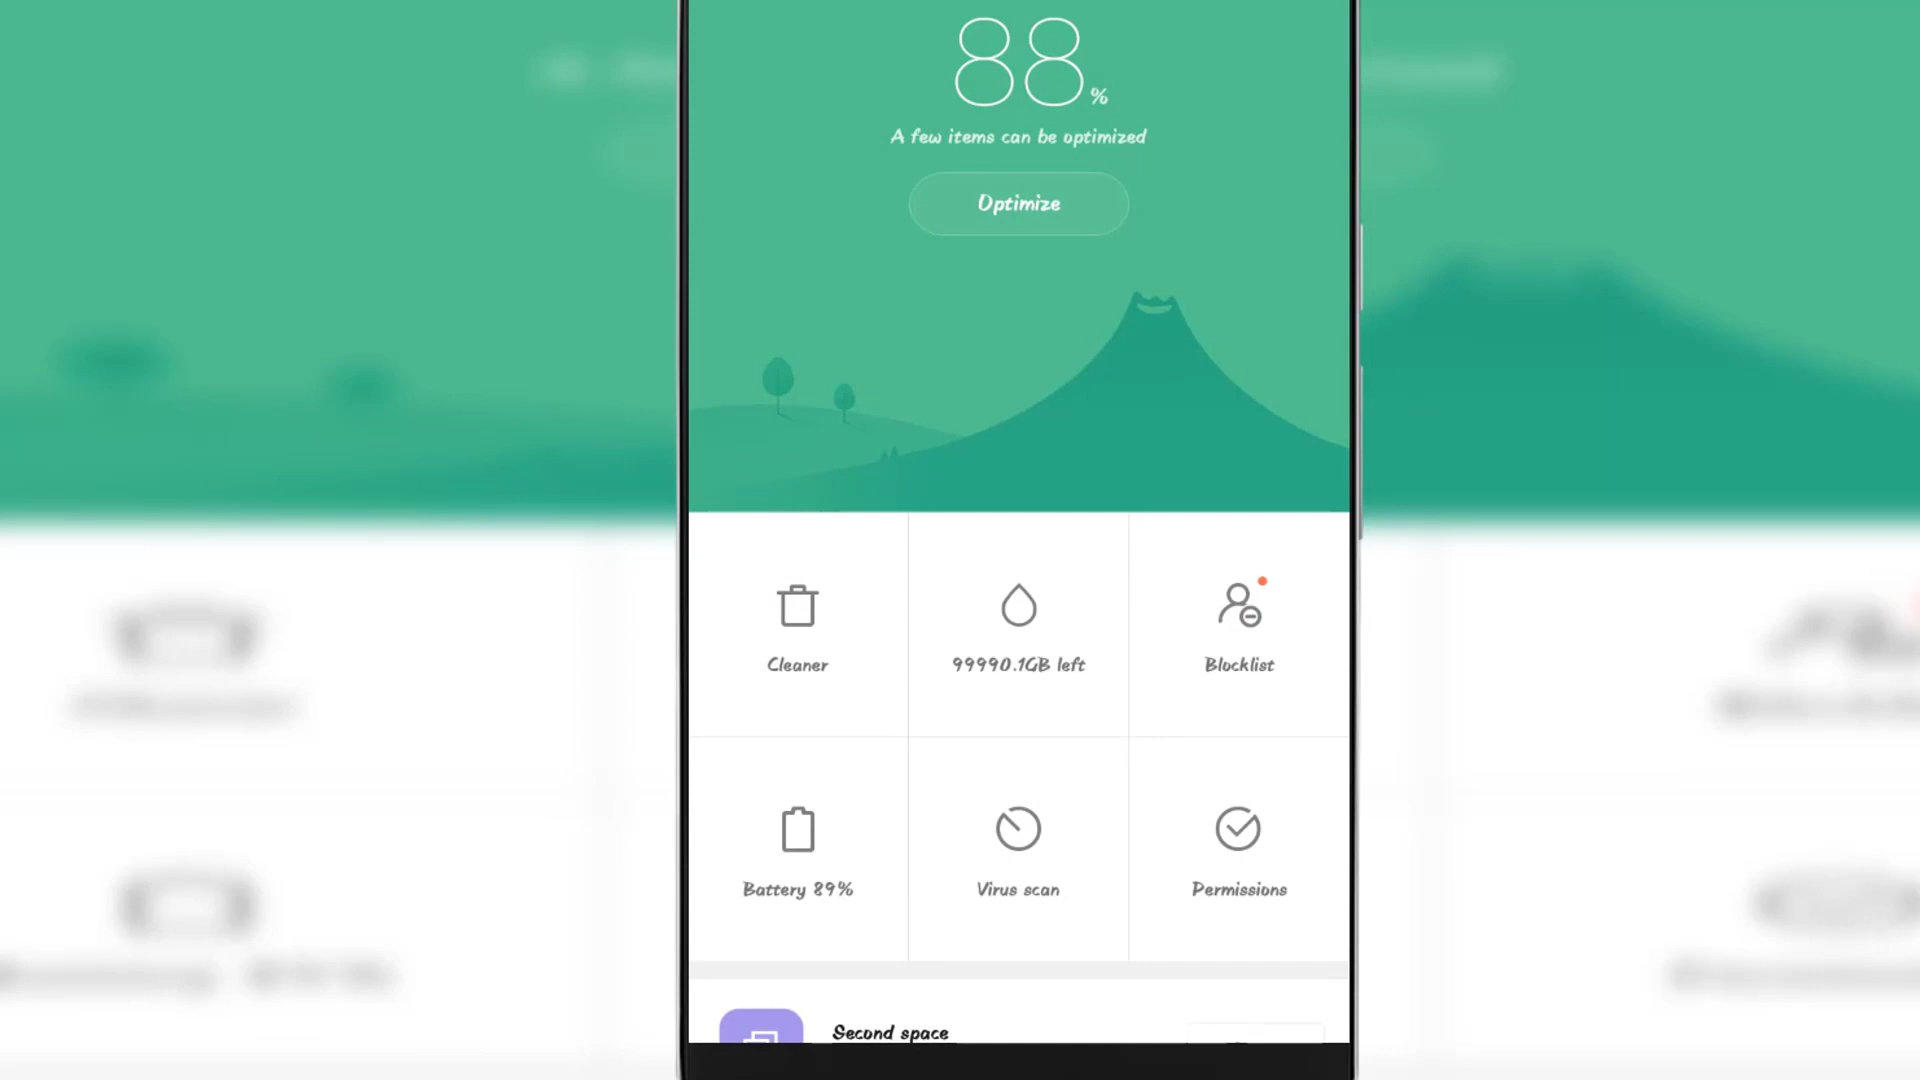 88%
A few items can be optimized
Optimize
Cleaner
99990.1GB left
Blocklist
Battery 89%
Virus scan
Permissions
Second space